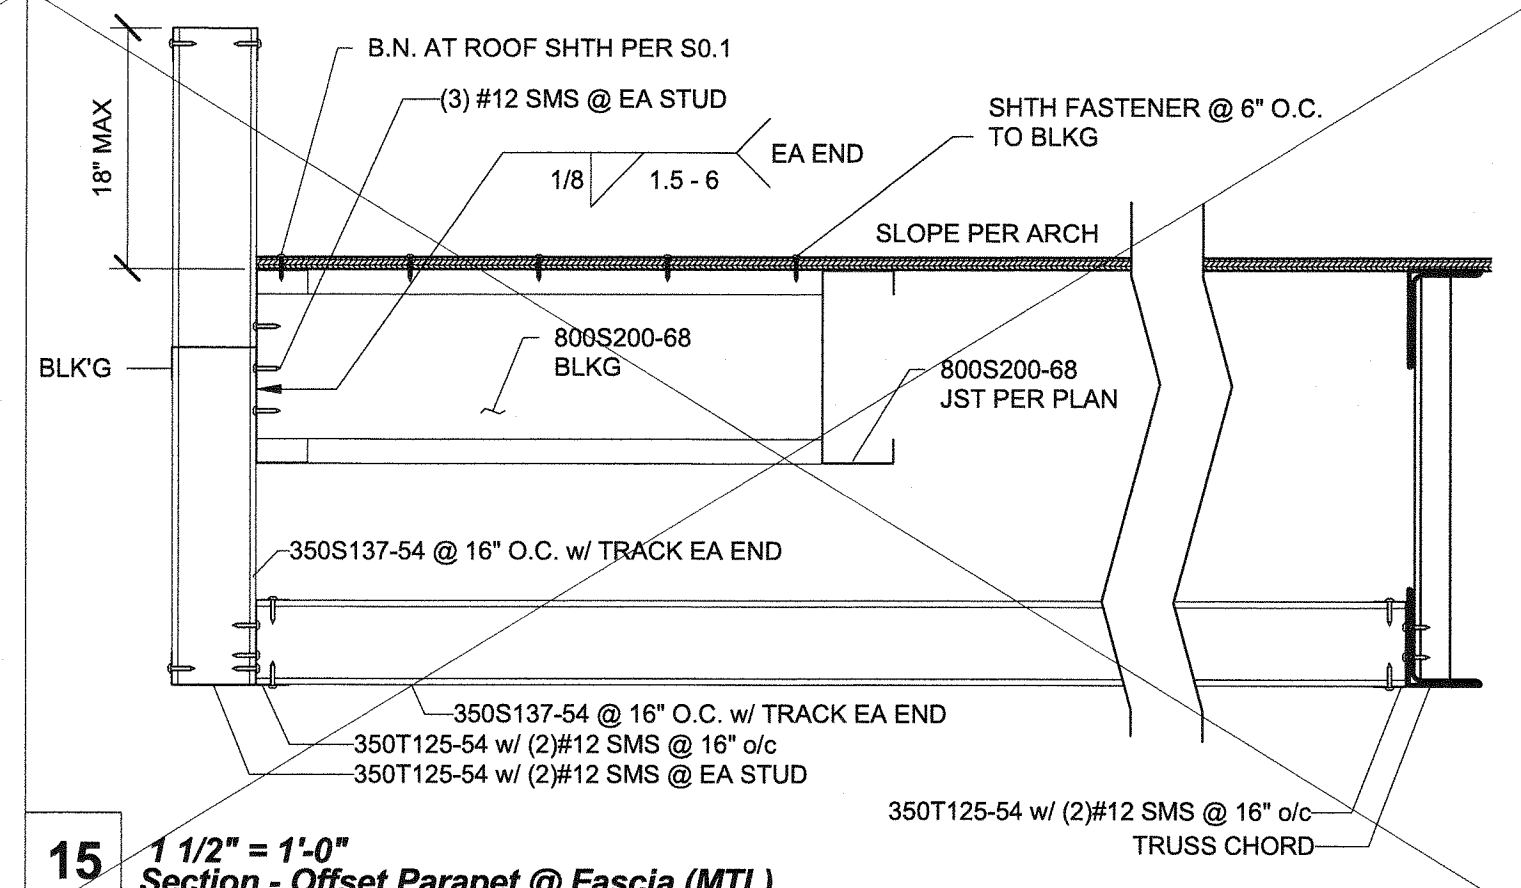 B.N. AT ROOF SHTH PER S0.1
(3) #12 SMS @ EA STUD
SHTH FASTENER @ 6" O.C.
TO BLKG
EA END
1/8
1.5 - 6
18" MAX
SLOPE PER ARCH
BLK'G
800S200-68
BLKG
800S200-68
JST PER PLAN
350S137-54 @ 16" O.C. w/ TRACK EA END
350S137-54 @ 16" O.C. w/ TRACK EA END
350T125-54 w/ (2)#12 SMS @ 16" o/c
350T125-54 w/ (2)#12 SMS @ EA STUD
350T125-54 w/ (2)#12 SMS @ 16" o/c
TRUSS CHORD
15
1 1/2" = 1'-0"
Section - Offset Parapet @ Fascia (MTL)